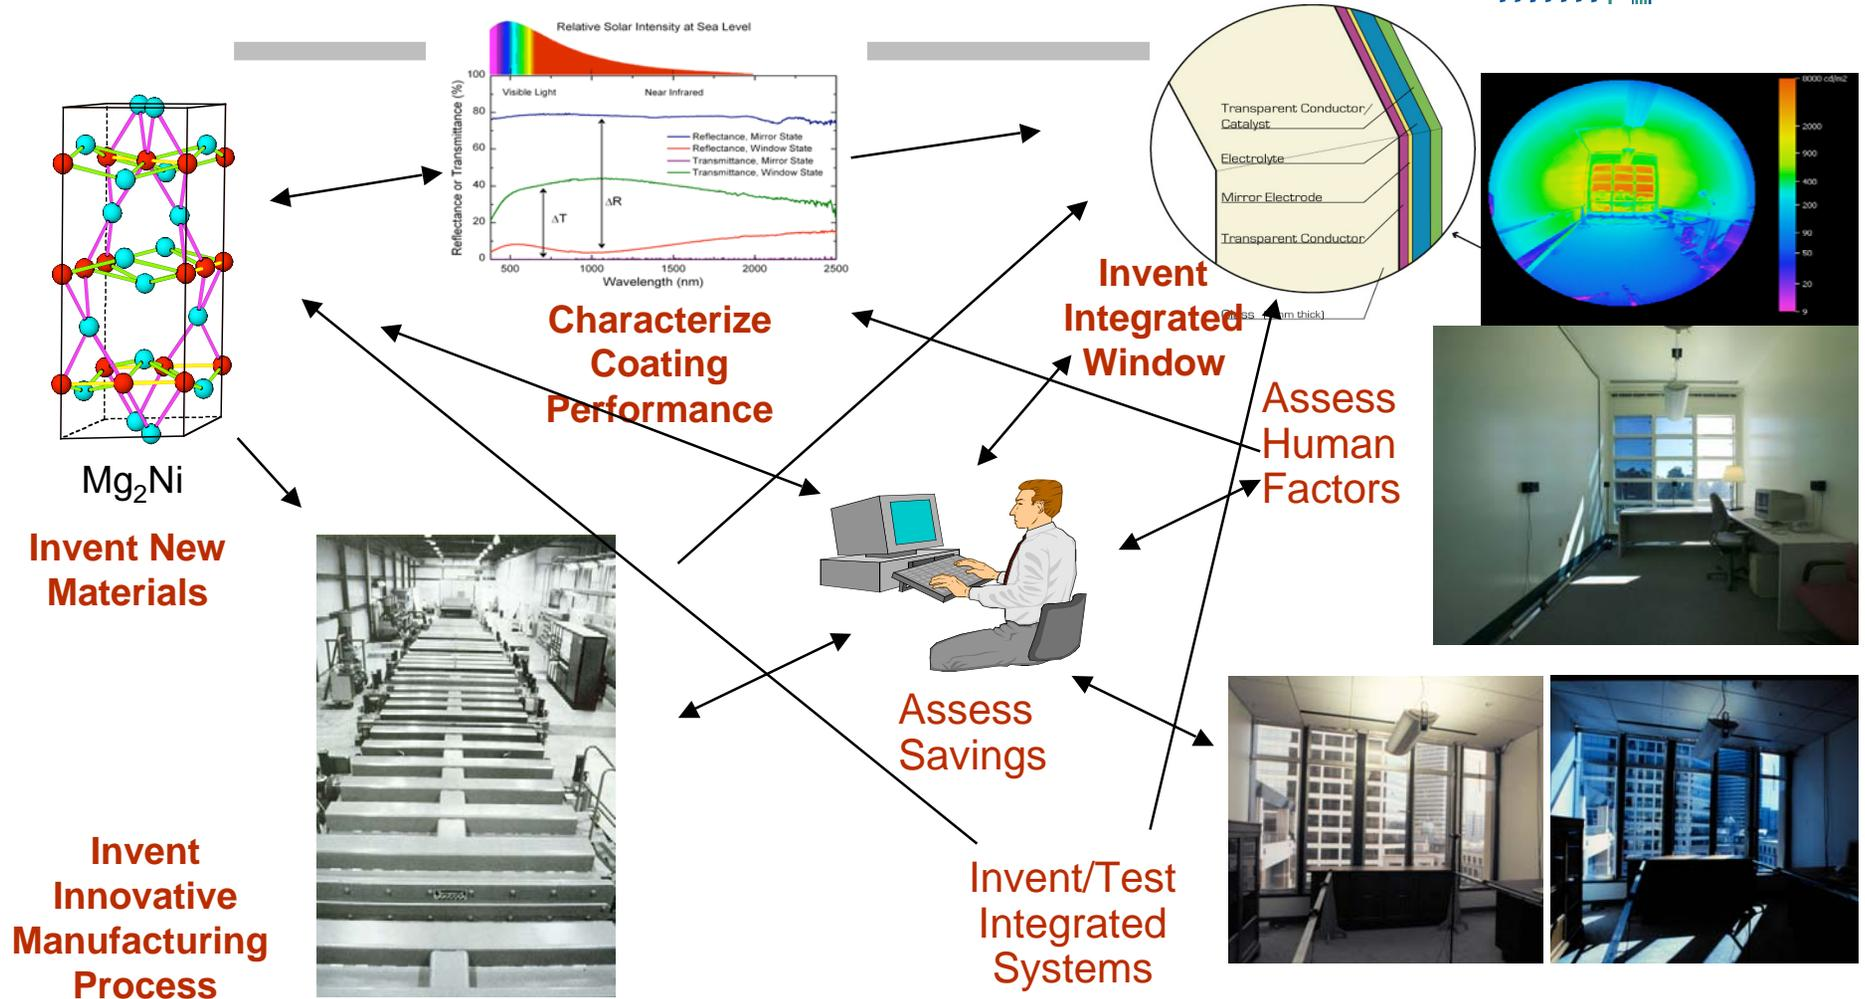 Relative Solar Intensity at Sea Level
100
80
60
40
20
0
Reflectance or Transmittance (%)
Visible Light
Near Infrared
Reflectance, Mirror State
Reflectance, Window State
Transmittance, Mirror State
Transmittance, Window State
ΔT
ΔR
500
1000
1500
2000
2500
Wavelength (nm)
Characterize
Coating
Performance
Transparent Conductor
Catalyst
Electrolyte
Mirror Electrode
Transparent Conductor
thick)
Invent
Integrated
Window
8000 cd/m2
2000
900
400
200
90
50
20
9
Assess
Human
Factors
Mg₂Ni
Invent New
Materials
Assess
Savings
Invent
Innovative
Manufacturing
Process
Invent/Test
Integrated
Systems